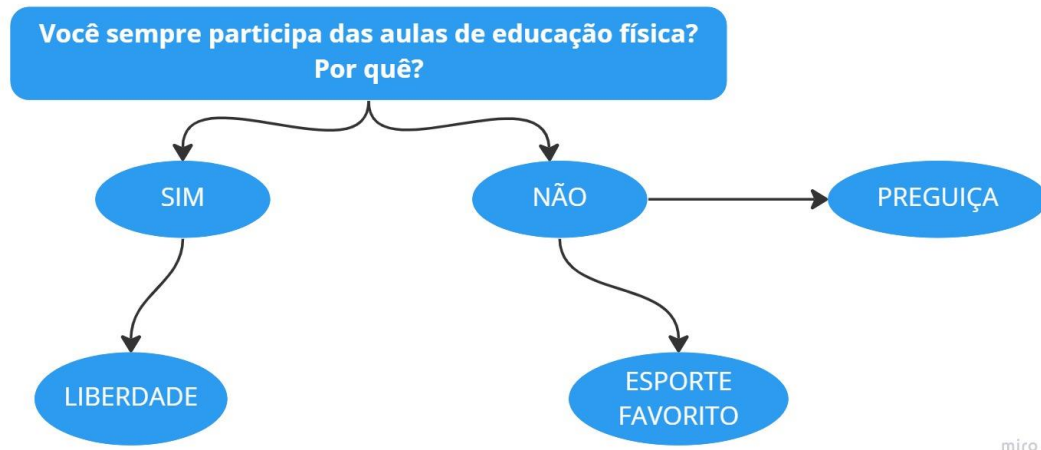 Você sempre participa das aulas de educação física?
Por quê?
SIM
NÃO
PREGUIÇA
LIBERDADE
ESPORTE
FAVORITO
miro